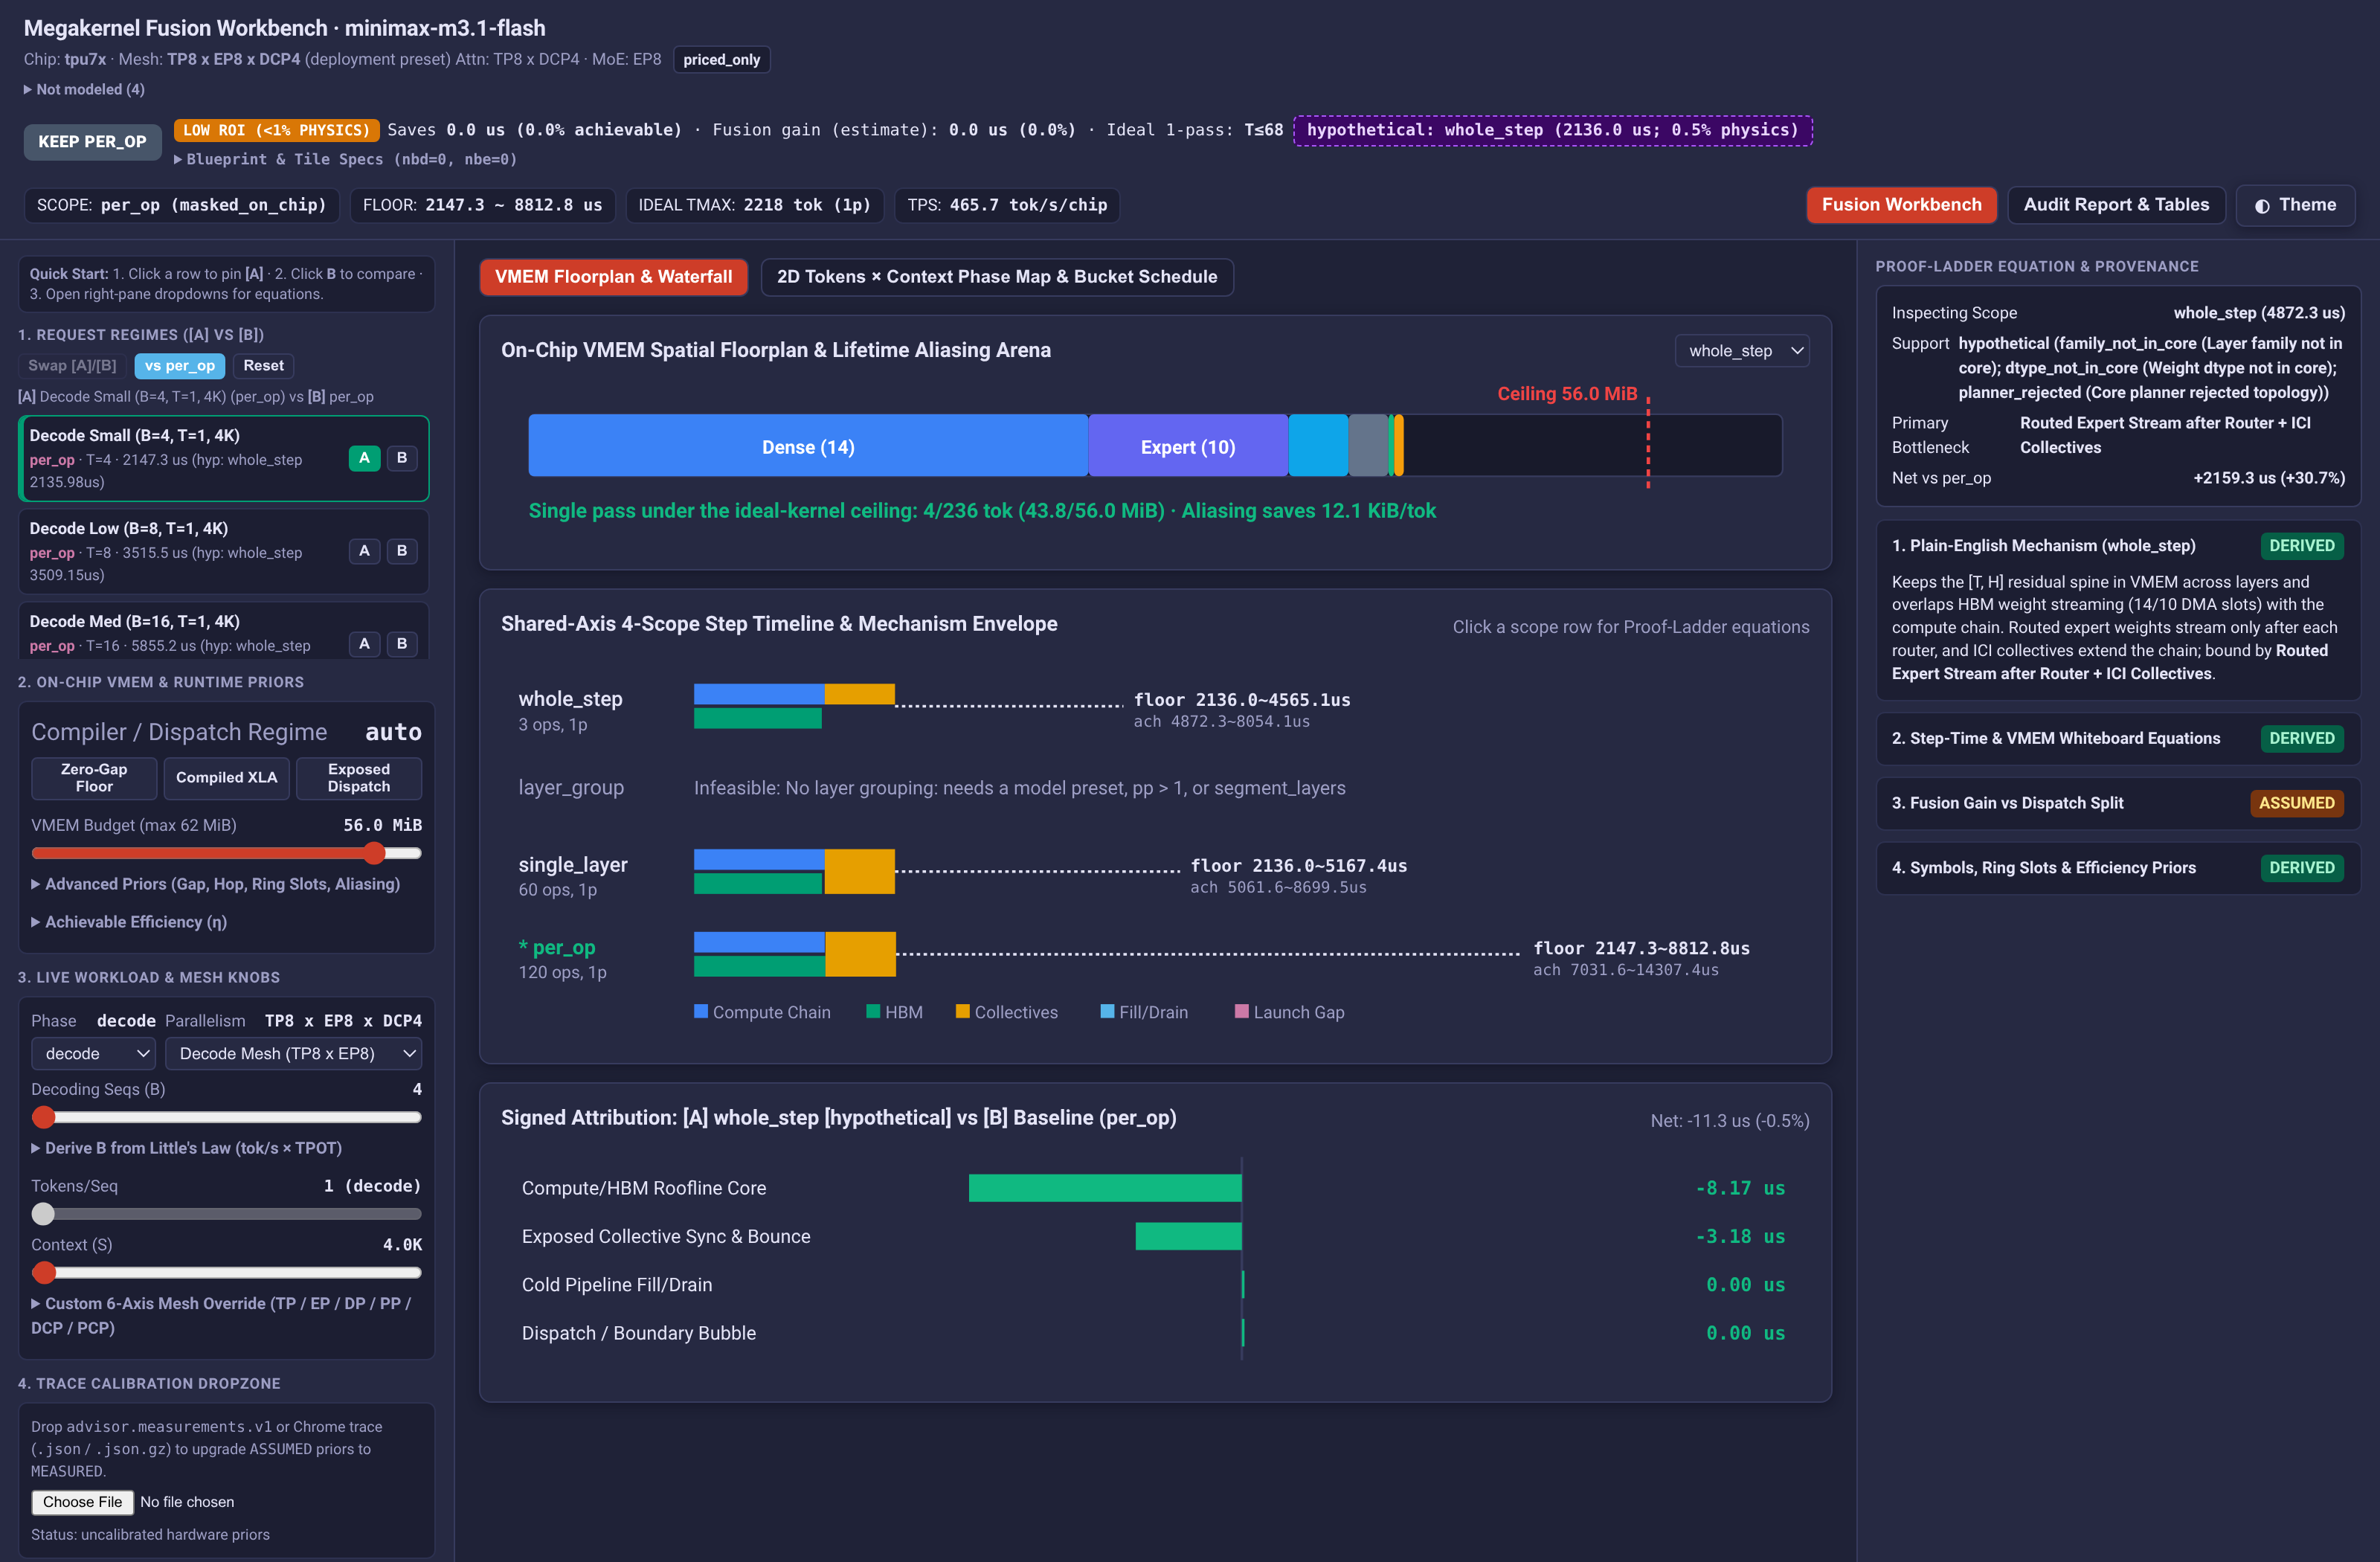 Megakernel Fusion Workbench · minimax-m3.1-flash
Chip: tpu7x · Mesh: TP8 x EP8 x DCP4 (deployment preset) Attn: TP8 x DCP4 · MoE: EP8 priced_only
▶ Not modeled (4)
KEEP PER_OP
LOW ROI (<1% PHYSICS) Saves 0.0 us (0.0% achievable) · Fusion gain (estimate): 0.0 us (0.0%) · Ideal 1-pass: T≤68 hypothetical: whole_step (2136.0 us; 0.5% physics)
▶ Blueprint & Tile Specs (nbd=0, nbe=0)
SCOPE: per_op (masked_on_chip) FLOOR: 2147.3 ~ 8812.8 us IDEAL TMAX: 2218 tok (1p) TPS: 465.7 tok/s/chip
Fusion Workbench Audit Report & Tables ◐ Theme
Quick Start: 1. Click a row to pin [A] · 2. Click B to compare ·
3. Open right-pane dropdowns for equations.
1. REQUEST REGIMES ([A] VS [B])
Swap [A]/[B] vs per_op Reset
[A] Decode Small (B=4, T=1, 4K) (per_op) vs [B] per_op
Decode Small (B=4, T=1, 4K)
per_op · T=4 · 2147.3 us (hyp: whole_step
2135.98us)
A B
Decode Low (B=8, T=1, 4K)
per_op · T=8 · 3515.5 us (hyp: whole_step
3509.15us)
A B
Decode Med (B=16, T=1, 4K)
per_op · T=16 · 5855.2 us (hyp: whole_step
A B
2. ON-CHIP VMEM & RUNTIME PRIORS
Compiler / Dispatch Regime auto
Zero-Gap
Floor
Compiled XLA
Exposed
Dispatch
VMEM Budget (max 62 MiB) 56.0 MiB
▶ Advanced Priors (Gap, Hop, Ring Slots, Aliasing)
▶ Achievable Efficiency (η)
3. LIVE WORKLOAD & MESH KNOBS
Phase decode Parallelism TP8 x EP8 x DCP4
decode Decode Mesh (TP8 x EP8)
Decoding Seqs (B) 4
▶ Derive B from Little's Law (tok/s × TPOT)
Tokens/Seq 1 (decode)
Context (S) 4.0K
▶ Custom 6-Axis Mesh Override (TP / EP / DP / PP /
DCP / PCP)
4. TRACE CALIBRATION DROPZONE
Drop advisor.measurements.v1 or Chrome trace
(.json / .json.gz) to upgrade ASSUMED priors to
MEASURED.
Choose File No file chosen
Status: uncalibrated hardware priors
VMEM Floorplan & Waterfall 2D Tokens × Context Phase Map & Bucket Schedule
On-Chip VMEM Spatial Floorplan & Lifetime Aliasing Arena whole_step
Ceiling 56.0 MiB
Dense (14) Expert (10)
Single pass under the ideal-kernel ceiling: 4/236 tok (43.8/56.0 MiB) · Aliasing saves 12.1 KiB/tok
Shared-Axis 4-Scope Step Timeline & Mechanism Envelope Click a scope row for Proof-Ladder equations
whole_step floor 2136.0~4565.1us
3 ops, 1p ach 4872.3~8054.1us
layer_group Infeasible: No layer grouping: needs a model preset, pp > 1, or segment_layers
single_layer floor 2136.0~5167.4us
60 ops, 1p ach 5061.6~8699.5us
* per_op floor 2147.3~8812.8us
120 ops, 1p ach 7031.6~14307.4us
Compute Chain HBM Collectives Fill/Drain Launch Gap
Signed Attribution: [A] whole_step [hypothetical] vs [B] Baseline (per_op) Net: -11.3 us (-0.5%)
Compute/HBM Roofline Core -8.17 us
Exposed Collective Sync & Bounce -3.18 us
Cold Pipeline Fill/Drain 0.00 us
Dispatch / Boundary Bubble 0.00 us
PROOF-LADDER EQUATION & PROVENANCE
Inspecting Scope whole_step (4872.3 us)
Support hypothetical (family_not_in_core (Layer family not in
core); dtype_not_in_core (Weight dtype not in core);
planner_rejected (Core planner rejected topology))
Primary Routed Expert Stream after Router + ICI
Bottleneck Collectives
Net vs per_op +2159.3 us (+30.7%)
1. Plain-English Mechanism (whole_step) DERIVED
Keeps the [T, H] residual spine in VMEM across layers and
overlaps HBM weight streaming (14/10 DMA slots) with the
compute chain. Routed expert weights stream only after each
router, and ICI collectives extend the chain; bound by Routed
Expert Stream after Router + ICI Collectives.
2. Step-Time & VMEM Whiteboard Equations DERIVED
3. Fusion Gain vs Dispatch Split ASSUMED
4. Symbols, Ring Slots & Efficiency Priors DERIVED